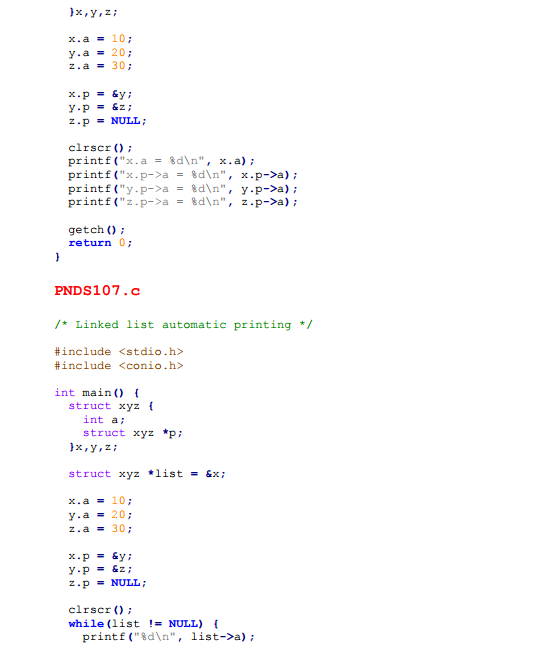 }x,y,z;
x.a = 10;
y.a = 20;
z.a = 30;
x.p = &y;
y.p = &z;
z.p = NULL;
clrscr();
printf("x.a = %d\n", x.a);
printf("x.p->a = %d\n", x.p->a);
printf("y.p->a = %d\n", y.p->a);
printf("z.p->a = %d\n", z.p->a);
getch();
return 0;
}
PNDS107.c
/* Linked list automatic printing */
#include <stdio.h>
#include <conio.h>
int main() {
struct xyz {
int a;
struct xyz *p;
}x,y,z;
struct xyz *list = &x;
x.a = 10;
y.a = 20;
z.a = 30;
x.p = &y;
y.p = &z;
z.p = NULL;
clrscr();
while(list != NULL) {
printf("%d\n", list->a);